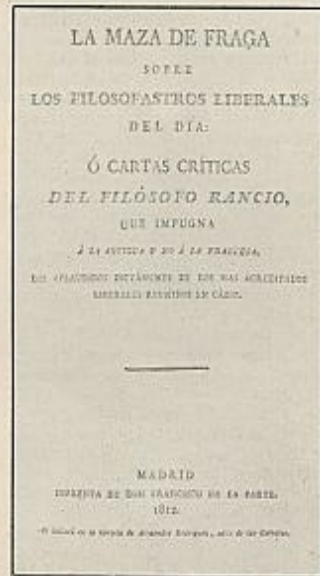 LA MAZA DE FRAGA
SOBRE
LOS FILOSOFASTROS LIBERALES
DEL DIA:
Ó CARTAS CRÍTICAS
DEL FILÓSOFO RANCIO,
QUE IMPUGNA
Á LA ANTIGUA Y NO Á LA FRANCESA,
LOS DICTÁMENES DE LOS MAS ACREDITADOS
LIBERALES REUNIDOS EN CÁDIZ.
MADRID
IMPRENTA DE DON FRANCISCO DE LA PARTE.
1812.